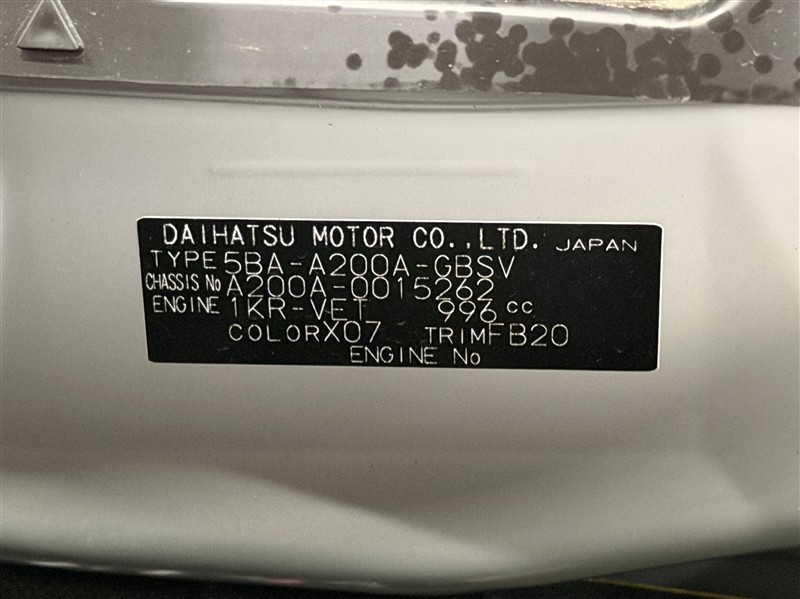 DAIHATSU MOTOR CO.,LTD. JAPAN
TYPE 5BA-A200A-GBSV
CHASSIS No A200A-0015262
ENGINE 1KR-VET 996 cc
COLOR X07 TRIM FB20
ENGINE No